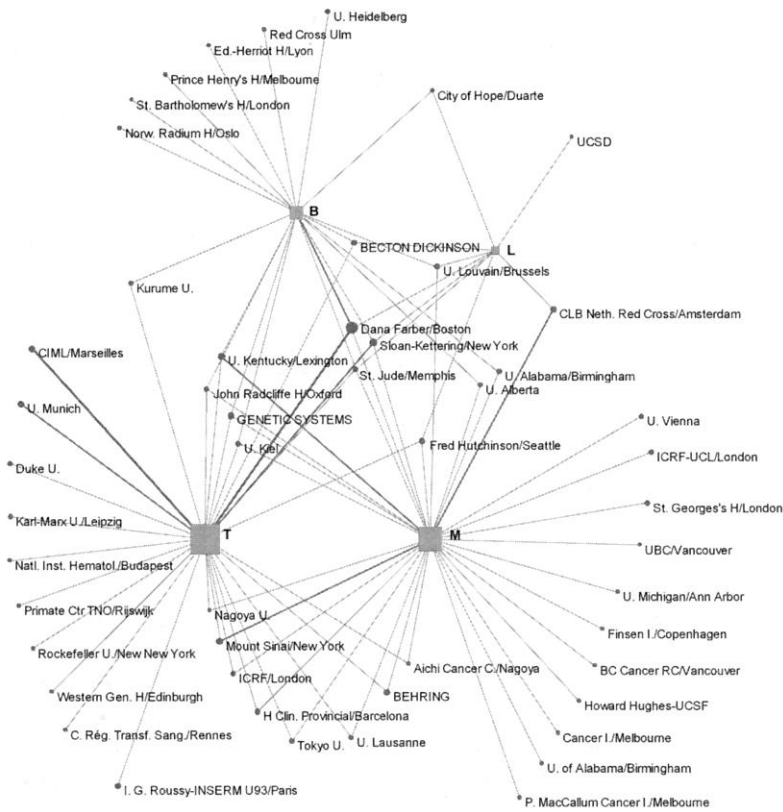 U. Heidelberg
Red Cross Ulm
Ed.-Herriot H/Lyon
Prince Henry's H/Melbourne
City of Hope/Duarte
St. Bartholomew's H/London
Norw. Radium H/Oslo
UCSD
B
BECTON DICKINSON
L
U. Louvain/Brussels
Kurume U.
CLB Neth. Red Cross/Amsterdam
Dana Farber/Boston
Sloan-Kettering/New York
CIML/Marseilles
U. Kentucky/Lexington
St. Jude/Memphis
U. Alabama/Birmingham
U. Alberta
John Radcliffe H/Oxford
U. Munich
GENETIC SYSTEMS
U. Vienna
U. Kiel
Fred Hutchinson/Seattle
ICRF-UCL/London
Duke U.
St. Georges's H/London
Karl-Marx U./Leipzig
T
M
UBC/Vancouver
Natl. Inst. Hematol./Budapest
U. Michigan/Ann Arbor
Primate Ctr TNO/Rijswijk
Nagoya U.
Finsen I./Copenhagen
Rockefeller U./New New York
Mount Sinai/New York
Aichi Cancer C./Nagoya
BC Cancer RC/Vancouver
ICRF/London
BEHRING
Western Gen. H/Edinburgh
Howard Hughes-UCSF
H Clin. Provincial/Barcelona
C. Rég. Transf. Sang./Rennes
Cancer I./Melbourne
Tokyo U.
U. Lausanne
U. of Alabama/Birmingham
I. G. Roussy-INSERM U93/Paris
P. MacCallum Cancer I./Melbourne